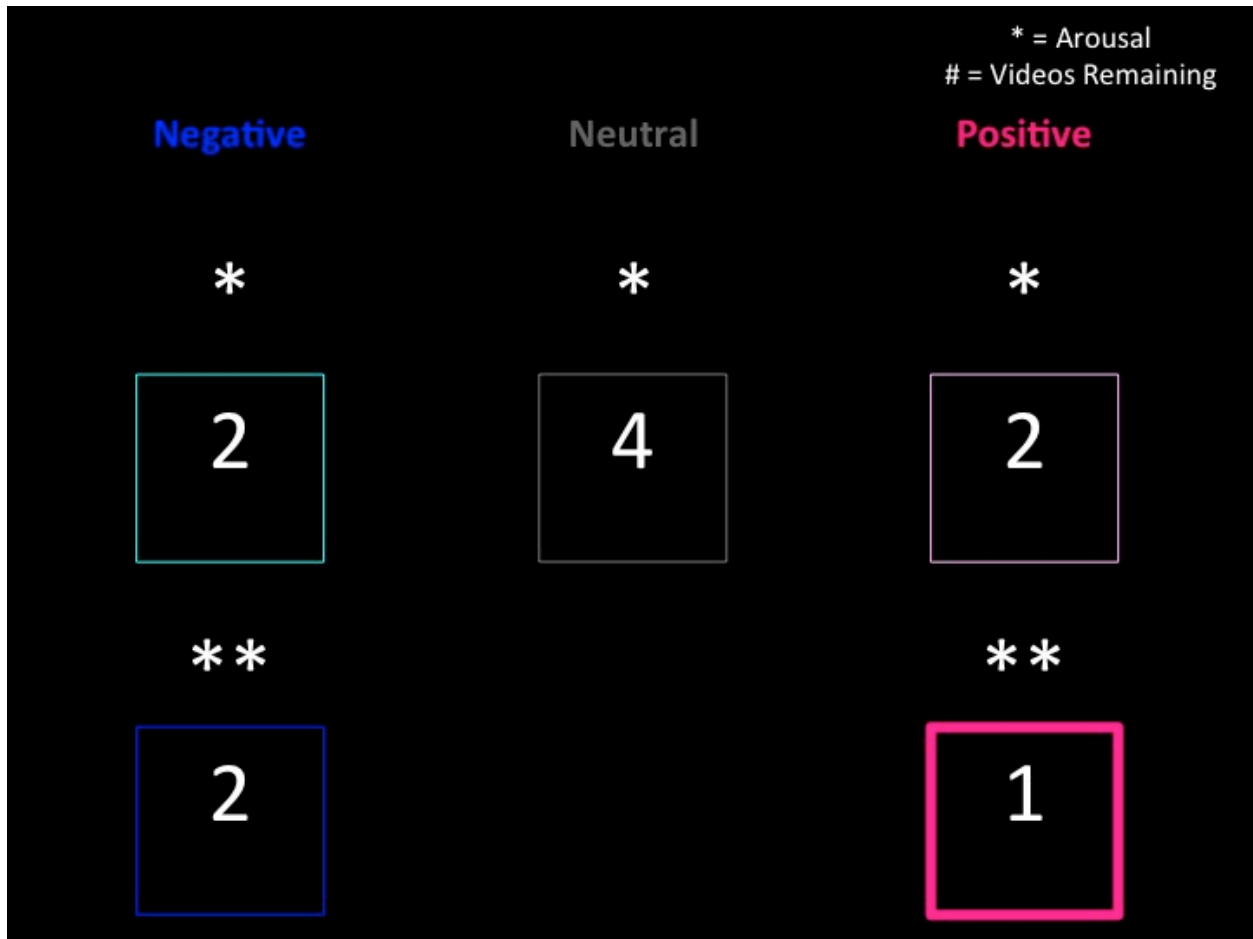 * = Arousal
# = Videos Remaining
Negative Neutral Positive
* * *
2 4 2
** **
2 1